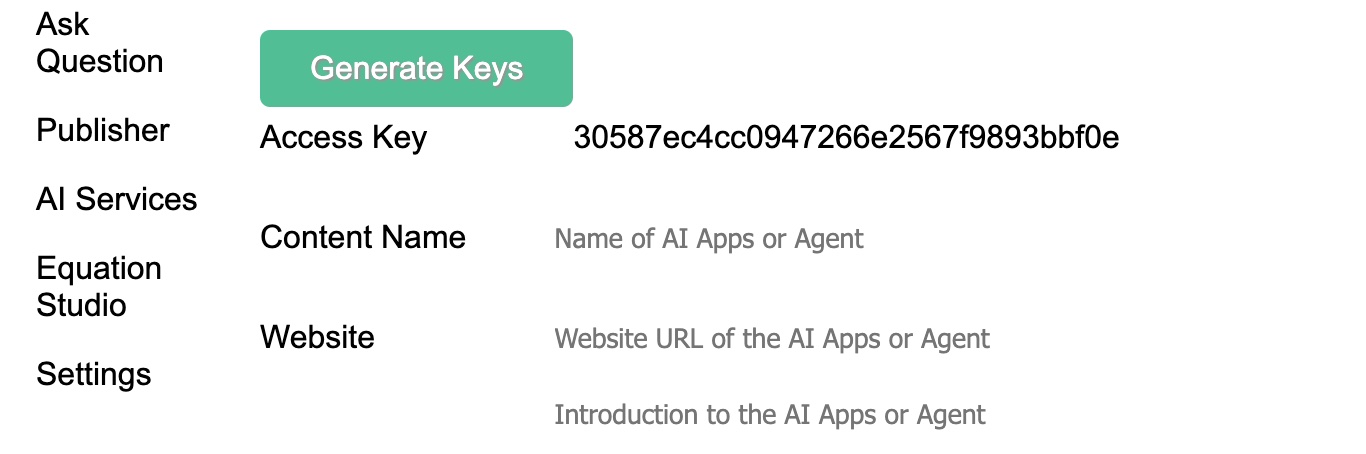 Ask
Question
Publisher
AI Services
Equation
Studio
Settings
Generate Keys
Access Key 30587ec4cc0947266e2567f9893bbf0e
Content Name Name of AI Apps or Agent
Website Website URL of the AI Apps or Agent
Introduction to the AI Apps or Agent